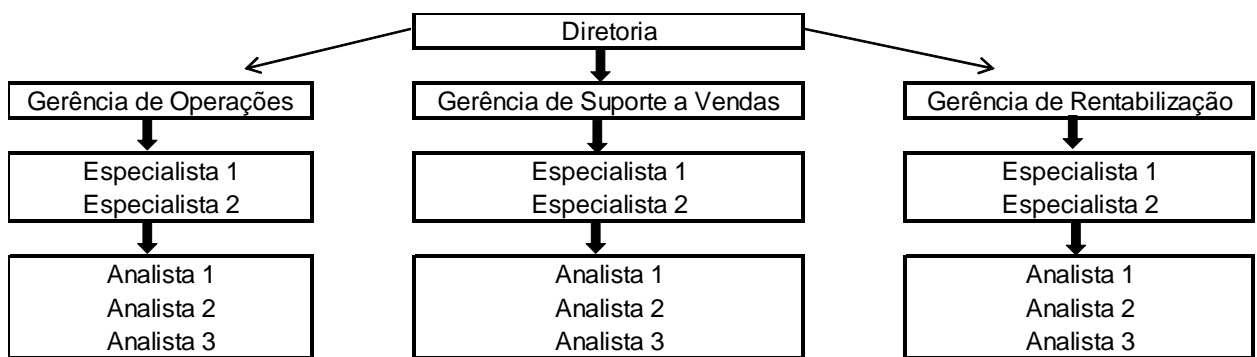 Diretoria
Gerência de Operações
Gerência de Suporte a Vendas
Gerência de Rentabilização
Especialista 1
Especialista 2
Especialista 1
Especialista 2
Especialista 1
Especialista 2
Analista 1
Analista 2
Analista 3
Analista 1
Analista 2
Analista 3
Analista 1
Analista 2
Analista 3